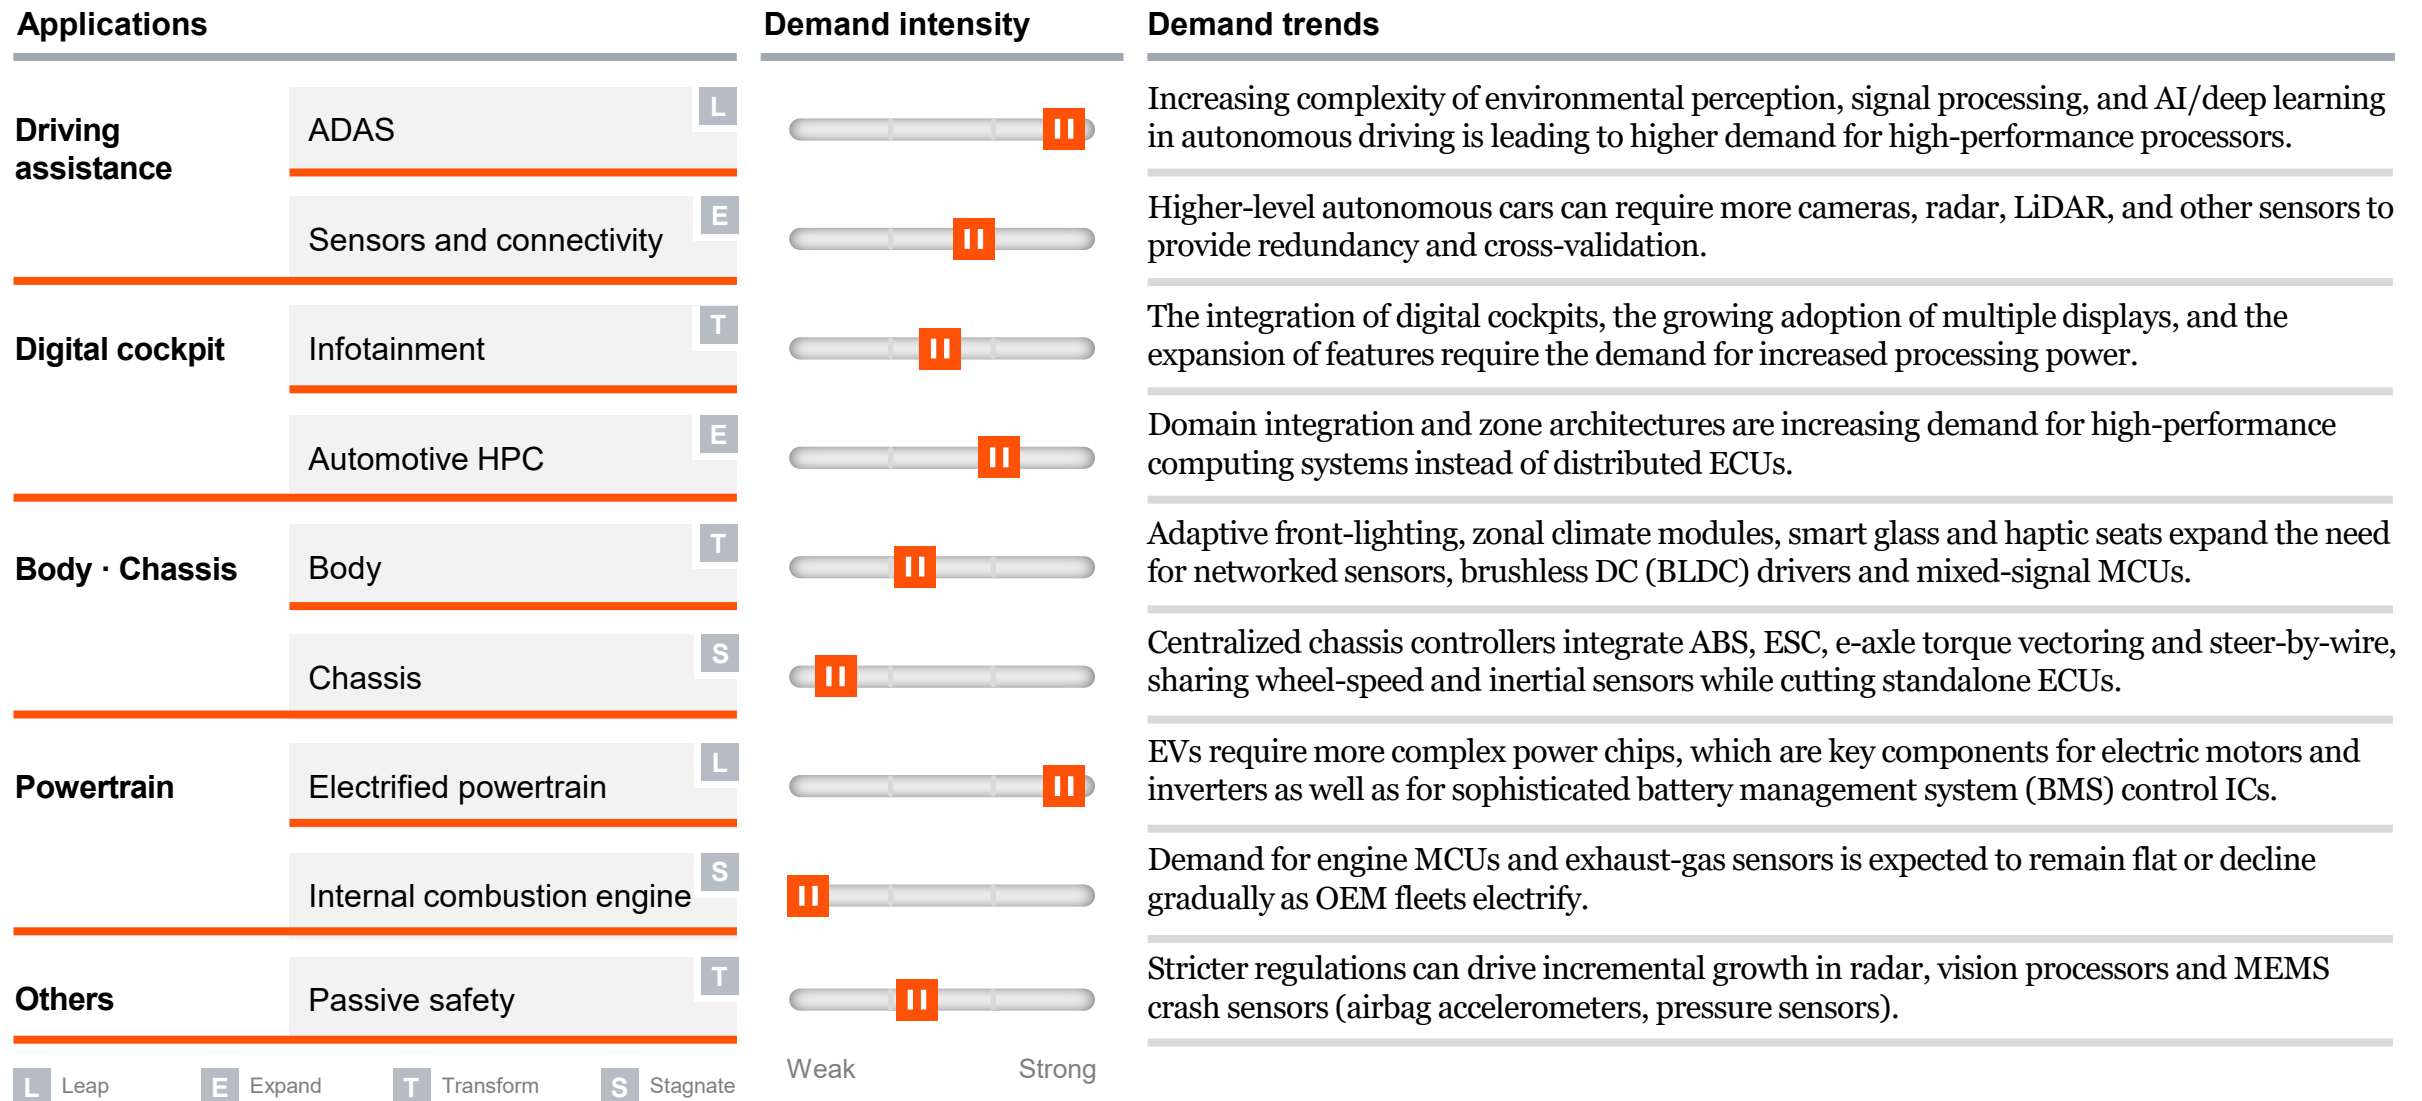 Applications
Demand intensity
Demand trends
Driving
assistance
ADAS
L
Increasing complexity of environmental perception, signal processing, and AI/deep learning
in autonomous driving is leading to higher demand for high-performance processors.
Sensors and connectivity
E
Higher-level autonomous cars can require more cameras, radar, LiDAR, and other sensors to
provide redundancy and cross-validation.
Digital cockpit
Infotainment
T
The integration of digital cockpits, the growing adoption of multiple displays, and the
expansion of features require the demand for increased processing power.
Automotive HPC
E
Domain integration and zone architectures are increasing demand for high-performance
computing systems instead of distributed ECUs.
Body · Chassis
Body
T
Adaptive front-lighting, zonal climate modules, smart glass and haptic seats expand the need
for networked sensors, brushless DC (BLDC) drivers and mixed-signal MCUs.
Chassis
S
Centralized chassis controllers integrate ABS, ESC, e-axle torque vectoring and steer-by-wire,
sharing wheel-speed and inertial sensors while cutting standalone ECUs.
Powertrain
Electrified powertrain
L
EVs require more complex power chips, which are key components for electric motors and
inverters as well as for sophisticated battery management system (BMS) control ICs.
Internal combustion engine
S
Demand for engine MCUs and exhaust-gas sensors is expected to remain flat or decline
gradually as OEM fleets electrify.
Others
Passive safety
T
Stricter regulations can drive incremental growth in radar, vision processors and MEMS
crash sensors (airbag accelerometers, pressure sensors).
Weak
Strong
L Leap
E Expand
T Transform
S Stagnate